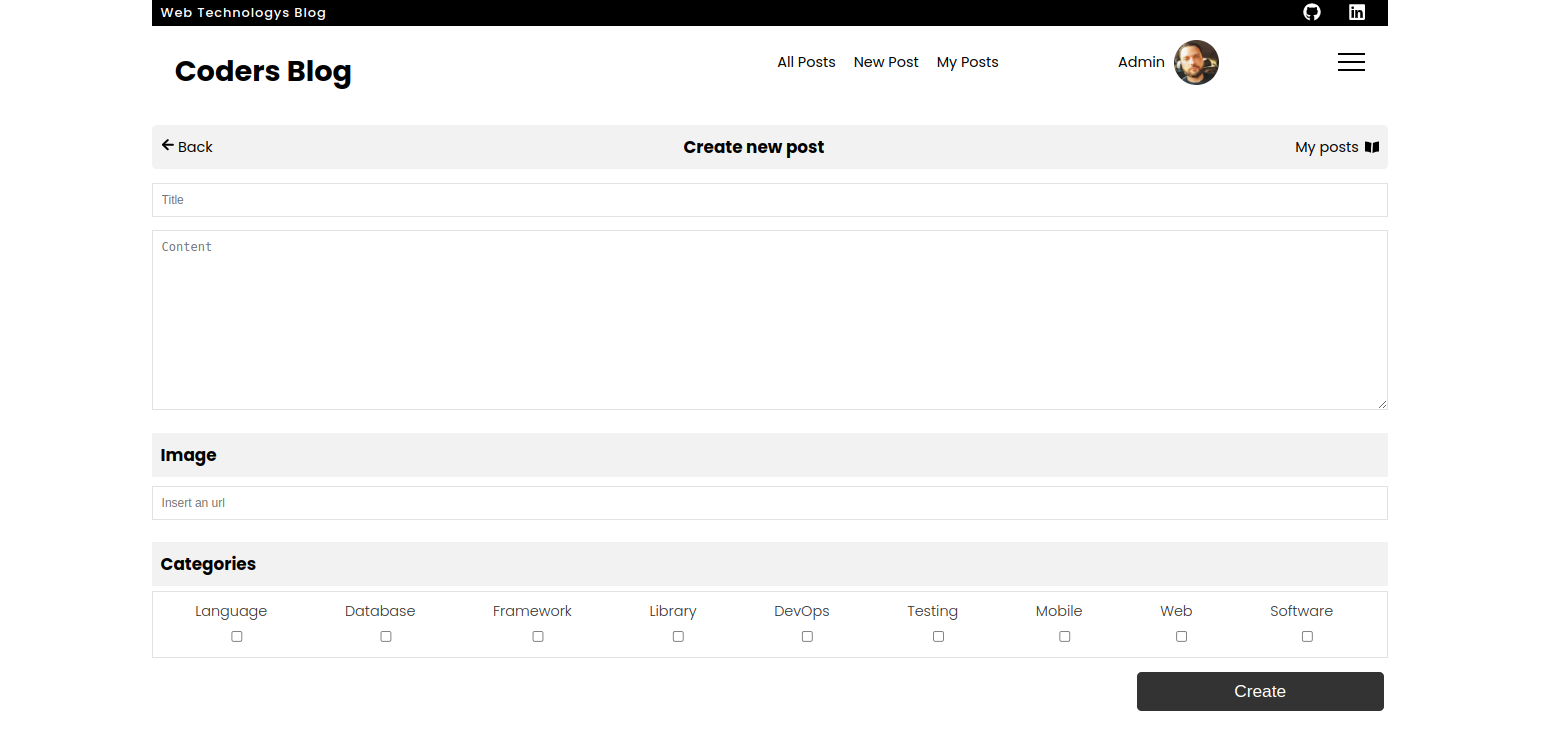 Web Technologys Blog
Coders Blog
All Posts New Post My Posts
Admin
Back
Create new post
My posts
Title
Content
Image
Insert an url
Categories
Language Database Framework Library DevOps Testing Mobile Web Software
Create